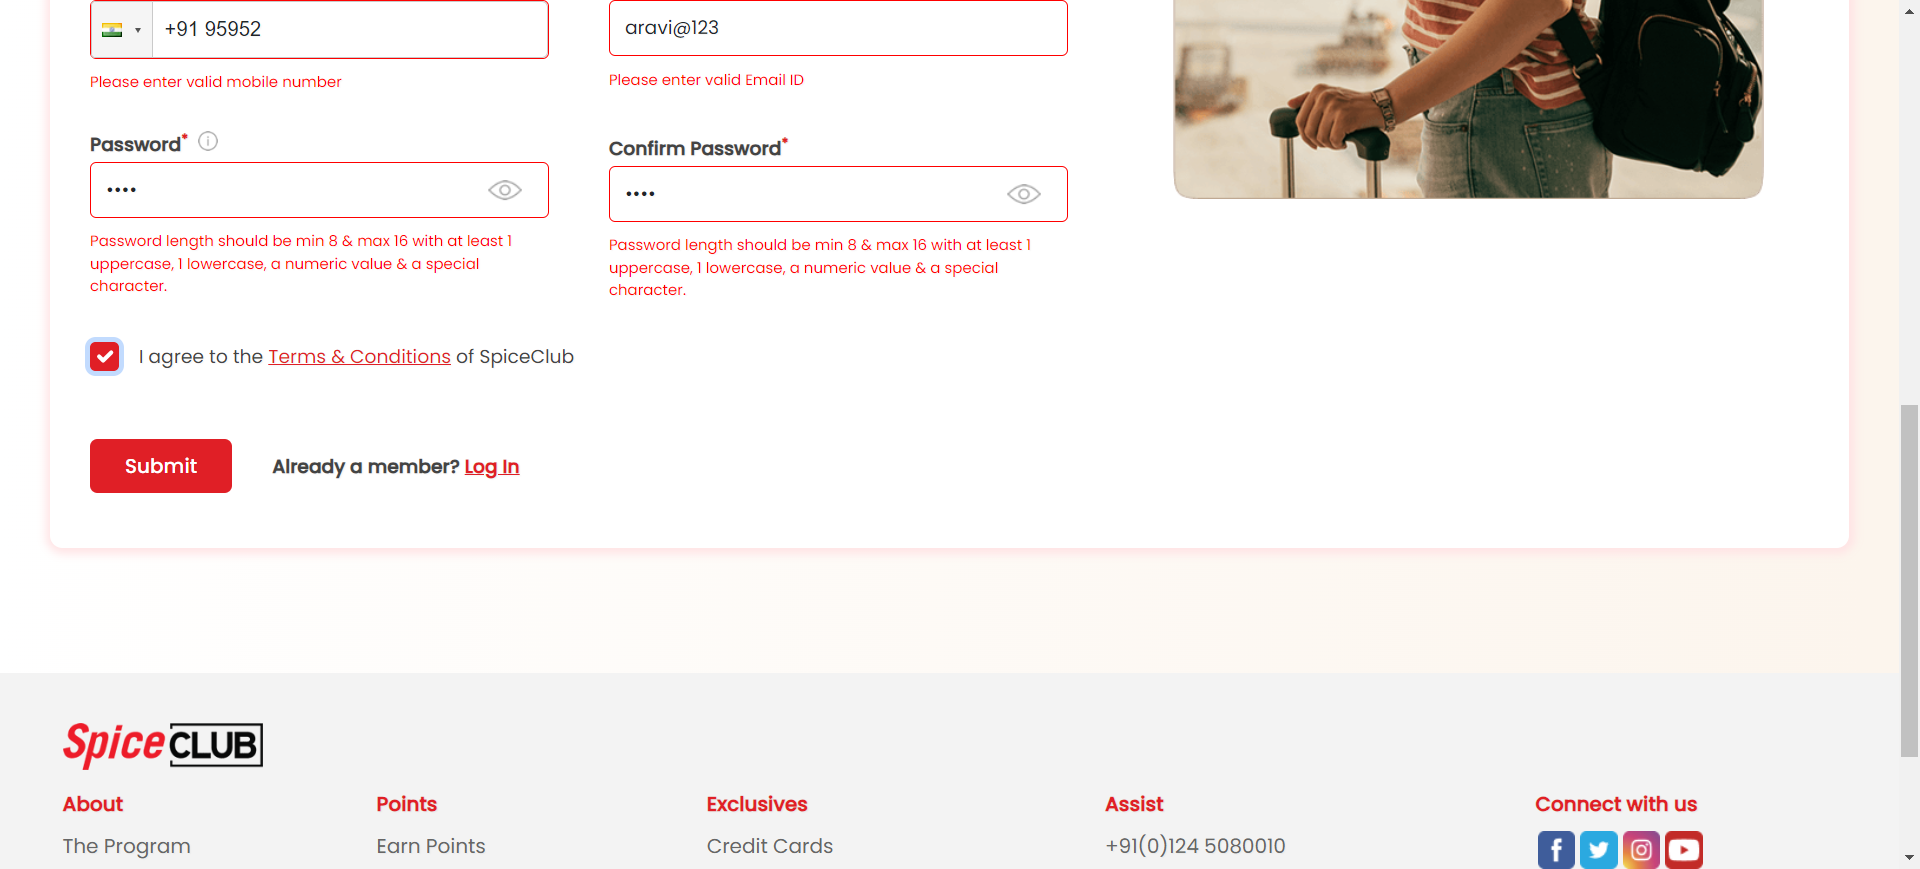 +91 95952
aravi@123
Please enter valid mobile number
Please enter valid Email ID
Password*
Confirm Password*
••••
••••
Password length should be min 8 & max 16 with at least 1
uppercase, 1 lowercase, a numeric value & a special
character.
Password length should be min 8 & max 16 with at least 1
uppercase, 1 lowercase, a numeric value & a special
character.
I agree to the Terms & Conditions of SpiceClub
Submit
Already a member? Log In
Spice CLUB
About
The Program
Points
Earn Points
Exclusives
Credit Cards
Assist
+91(0)124 5080010
Connect with us